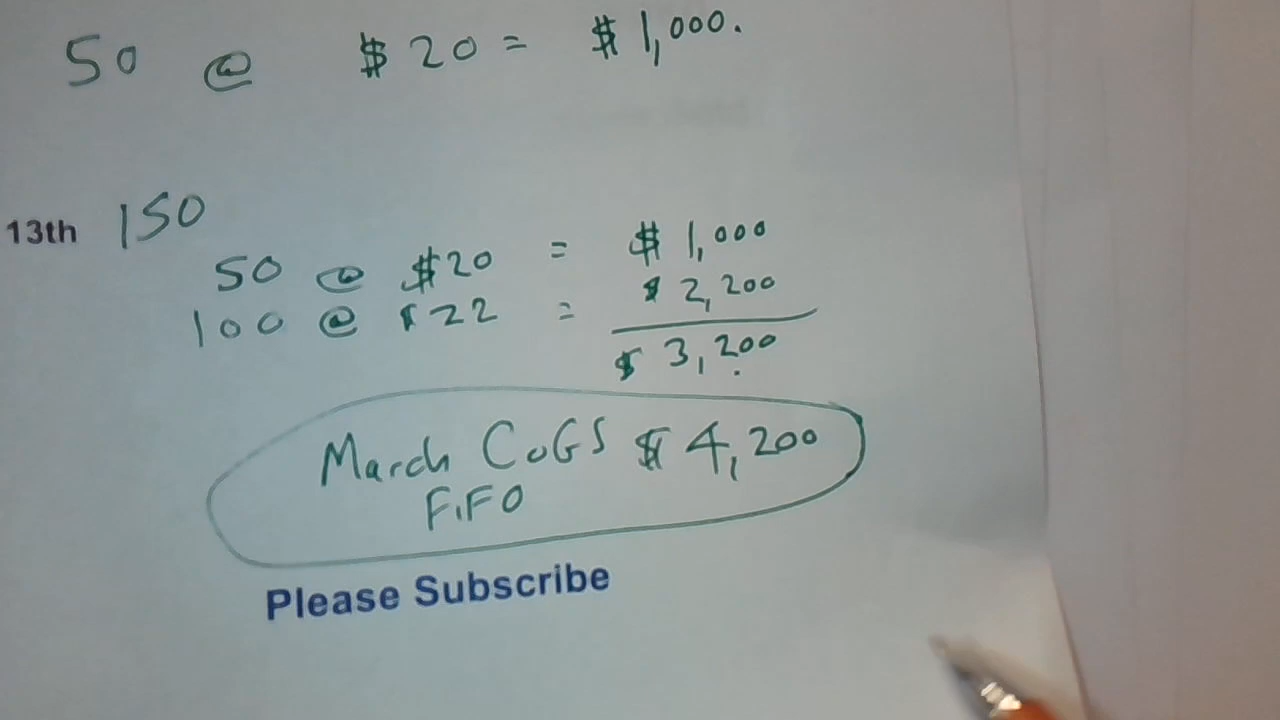 50 @ $20 = $1,000.
13th 150
50 @ $20 = $1,000
100 @ $22 = $2,200
$3,200
March CoGS $4,200
FiFO
Please Subscribe